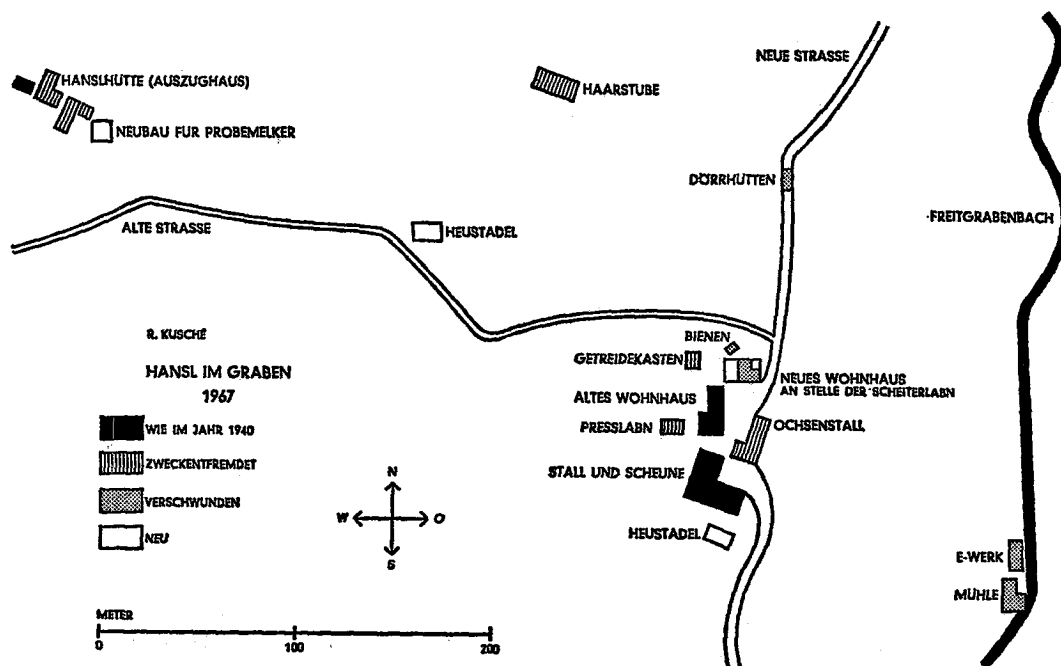 NEUE STRASSE
HANSLHÜTTE (AUSZUGHAUS)
HAARSTUBE
NEUBAU FÜR PROBEMELKER
DÖRRHÜTTEN
FREITGRABENBACH
ALTE STRASSE
HEUSTADEL
R. KUSCHÉ
HANSL IM GRABEN
1967
WIE IM JAHR 1940
ZWECKENTFREMDET
VERSCHWUNDEN
NEU
N
W
O
S
BIENEN
GETREIDEKASTEN
NEUES WOHNHAUS
AN STELLE DER SCHEITERLABN
ALTES WOHNHAUS
PRESSLABN
OCHSENSTALL
STALL UND SCHEUNE
HEUSTADEL
E-WERK
MÜHLE
METER
0 100 200